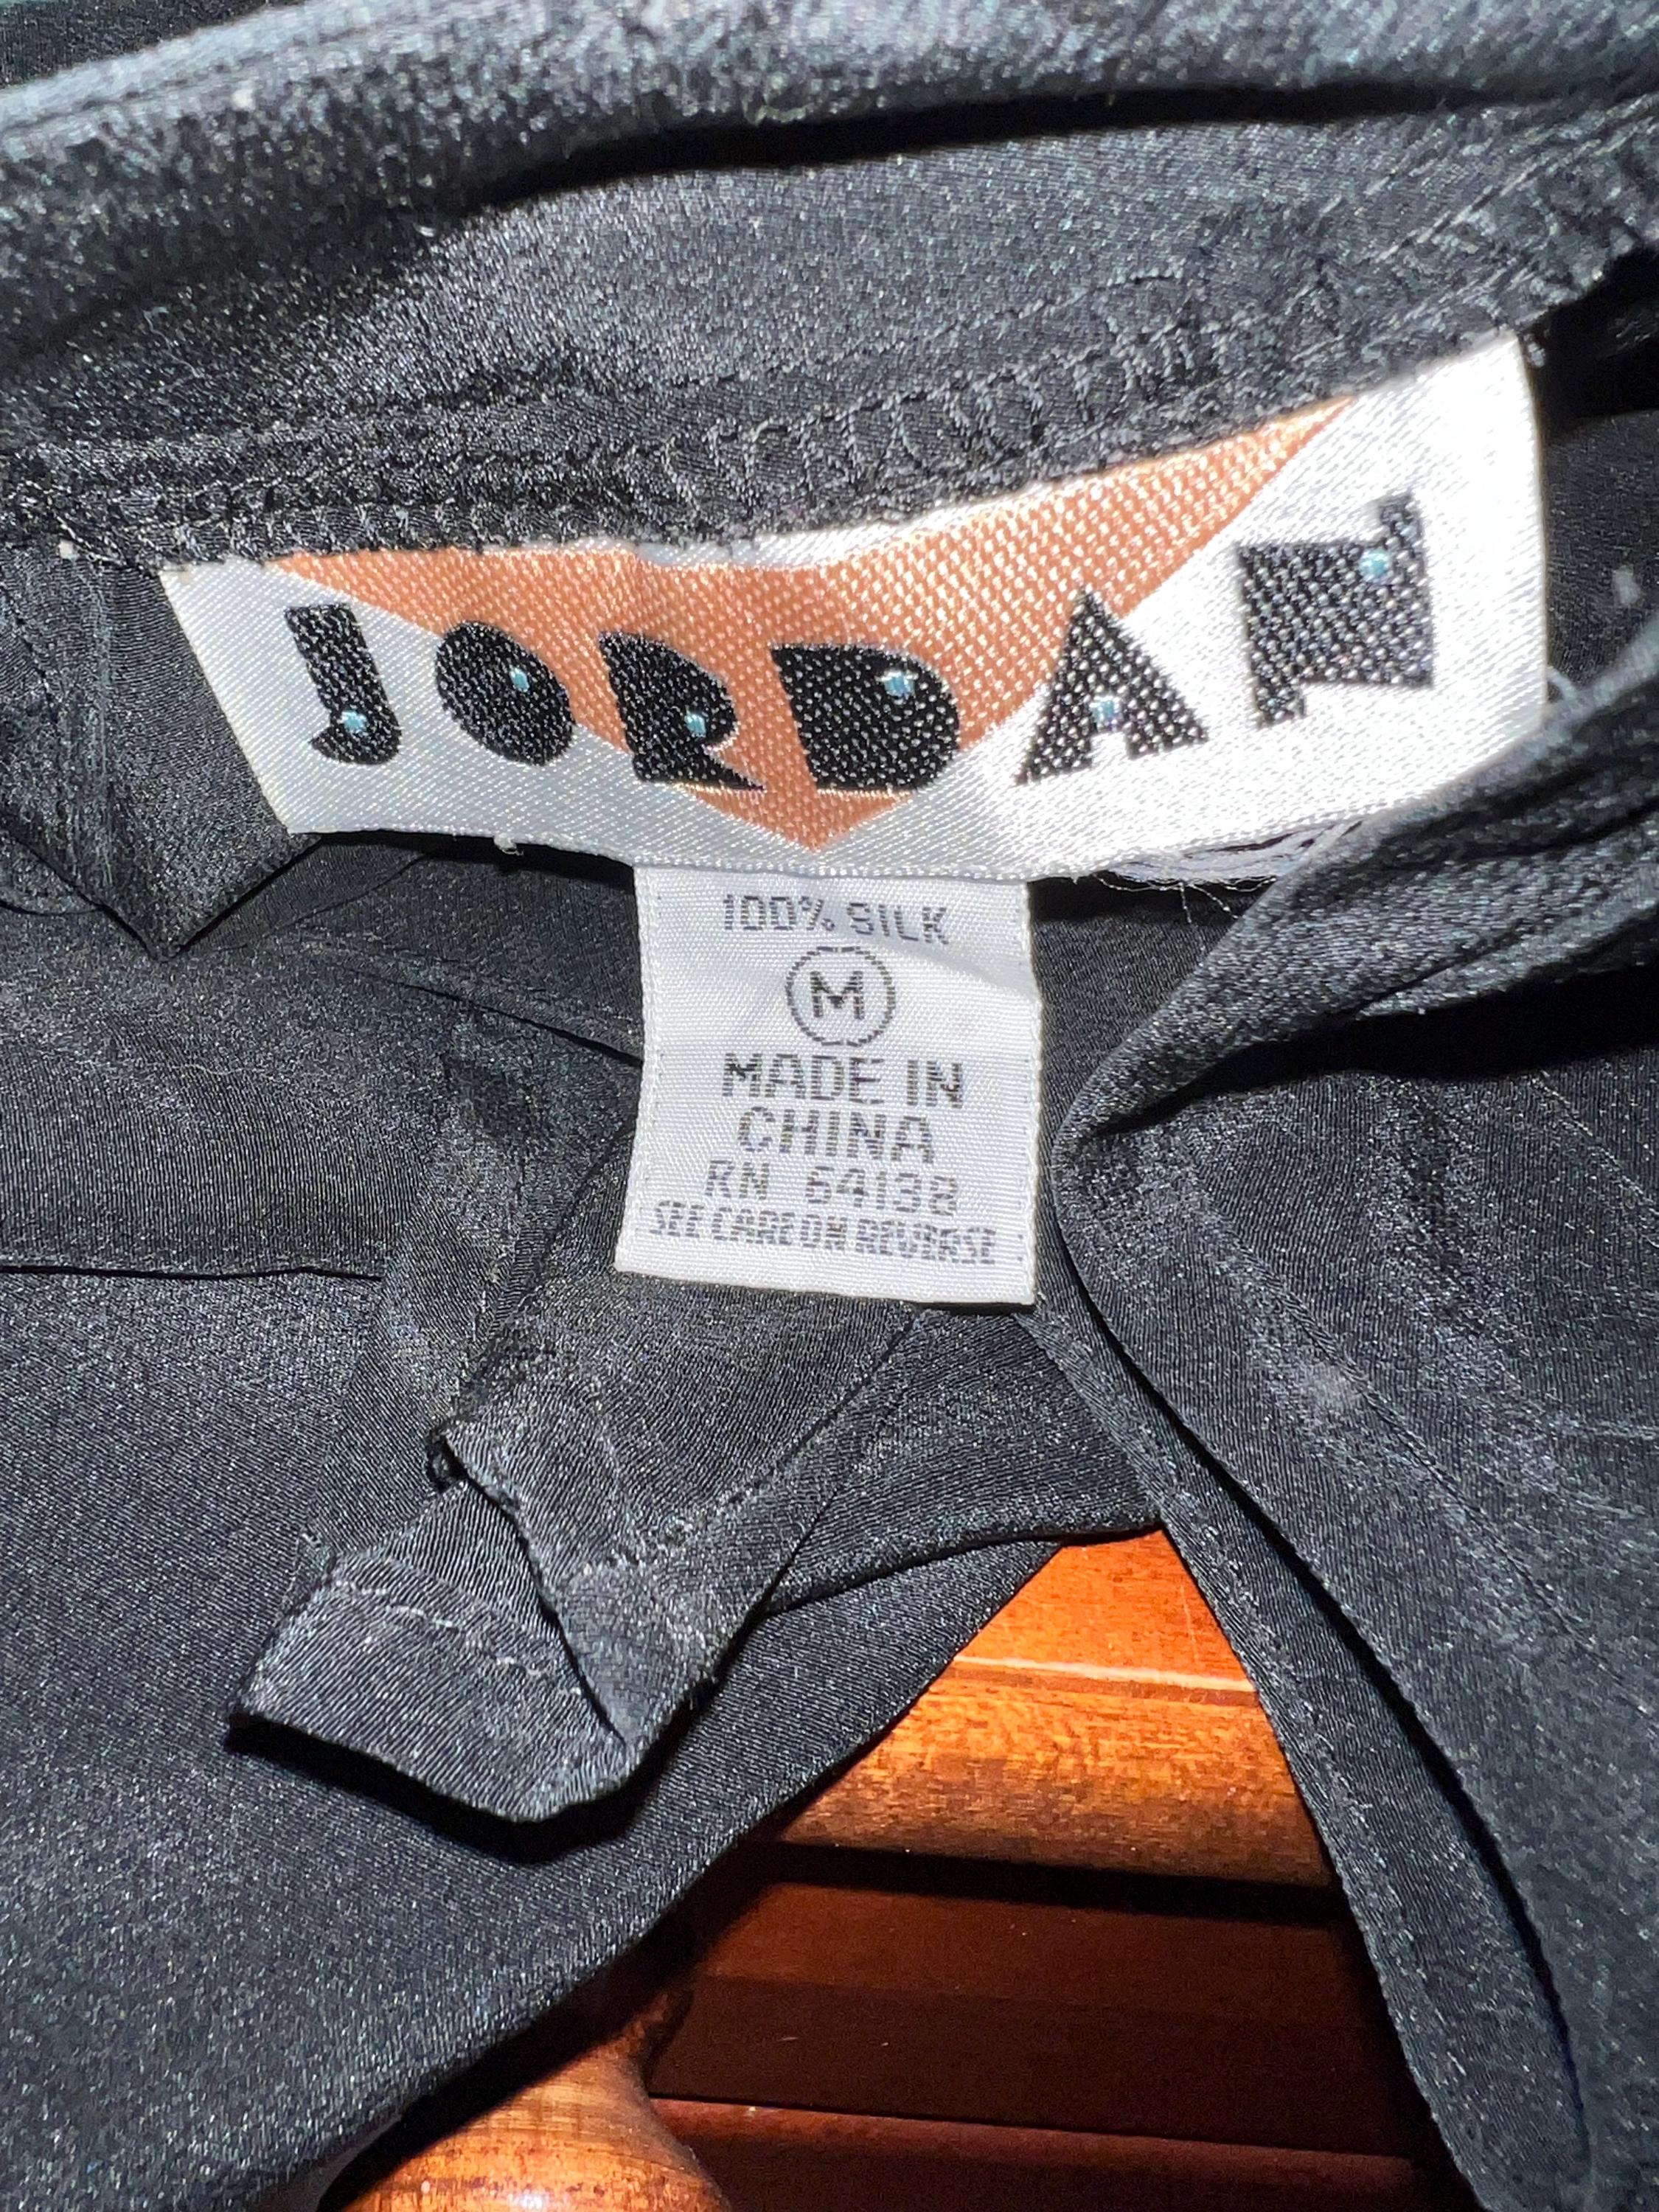 JORDAN
100% SILK
M
MADE IN
CHINA
RN 64138
SEE CARE ON REVERSE